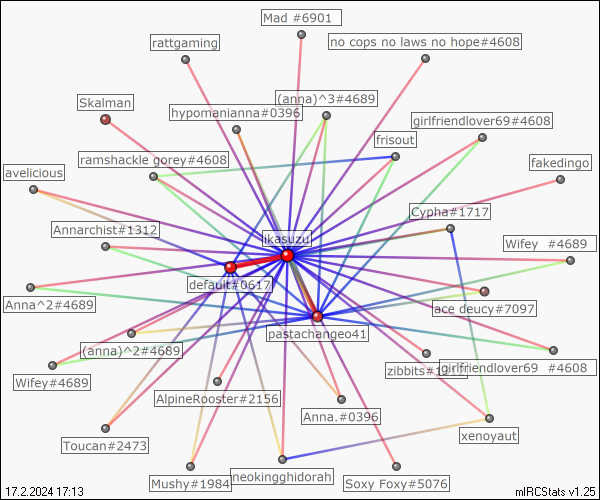 Mad #6901
rattgaming
no cops no laws no hope#4608
Skalman
hypomanianna#0396
(anna)^3#4689
girlfriendlover69#4608
frisout
ramshackle gorey#4608
avelicious
fakedingo
Cypha#1717
Annarchist#1312
ikasuzu
Wifey #4689
default#0617
Anna^2#4689
ace deucy#7097
pastachangeo41
(anna)^2#4689
Wifey#4689
zibbits#
girlfriendlover69 #4608
AlpineRooster#2156
Anna.#0396
xenoyaut
Toucan#2473
Mushy#1984
neokingghidorah
Soxy Foxy#5076
17.2.2024 17:13
mIRCStats v1.25